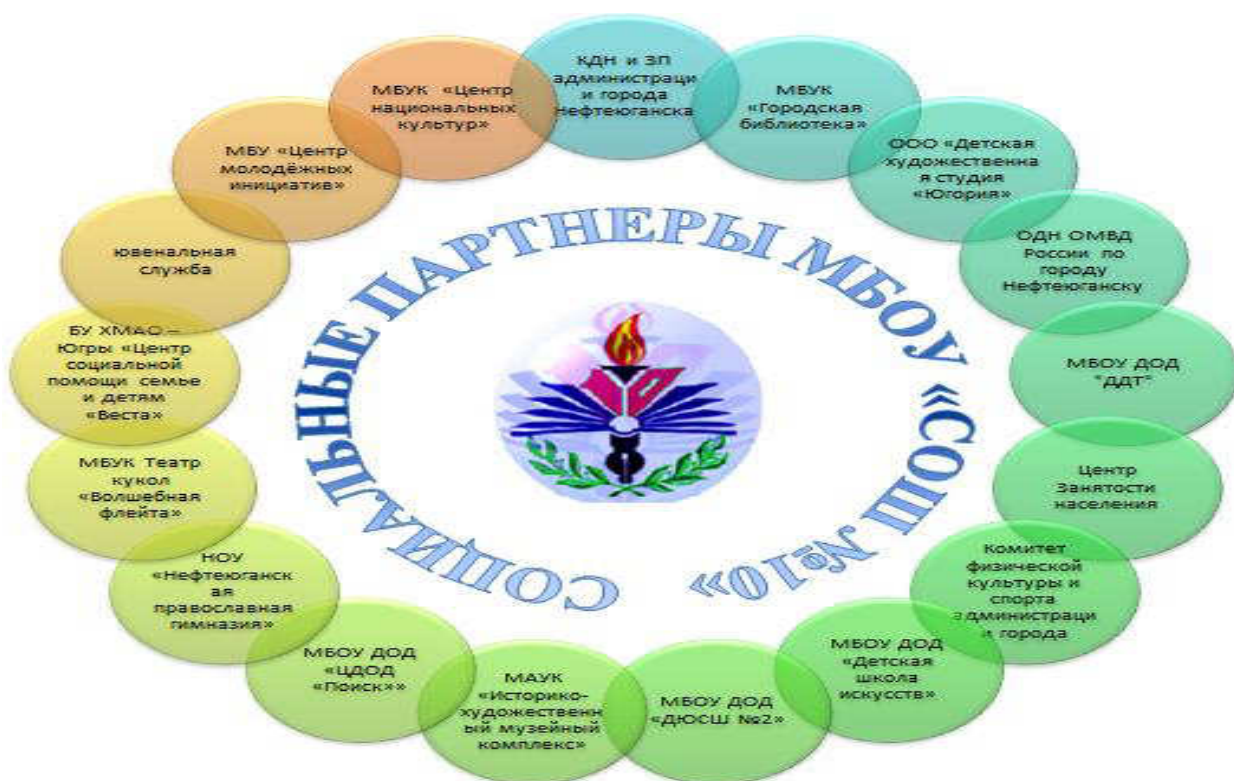 СОЦИАЛЬНЫЕ ПАРТНЕРЫ МБОУ «СОШ №10»
КДН и ЗП
администраци
и города
Нефтеюганска
МБУК
«Городская
библиотека»
ООО «Детская
художественна
я студия
«Югория»
ОДН ОМВД
России по
городу
Нефтеюганску
МБОУ ДОД
"ДДТ"
Центр
Занятости
населения
Комитет
физической
культуры и
спорта
администраци
и города
МБОУ ДОД
«Детская
школа
искусств»
МБОУ ДОД
«ДЮСШ №2»
МАУК
«Историко-
художественн
ый музейный
комплекс»
МБОУ ДОД
«ЦДОД
«Поиск»»
НОУ
«Нефтеюганск
ая
православная
гимназия»
МБУК Театр
кукол
«Волшебная
флейта»
БУ ХМАО –
Югры «Центр
социальной
помощи семье
и детям
«Веста»
ювенальная
служба
МБУ «Центр
молодёжных
инициатив»
МБУК «Центр
национальных
культур»